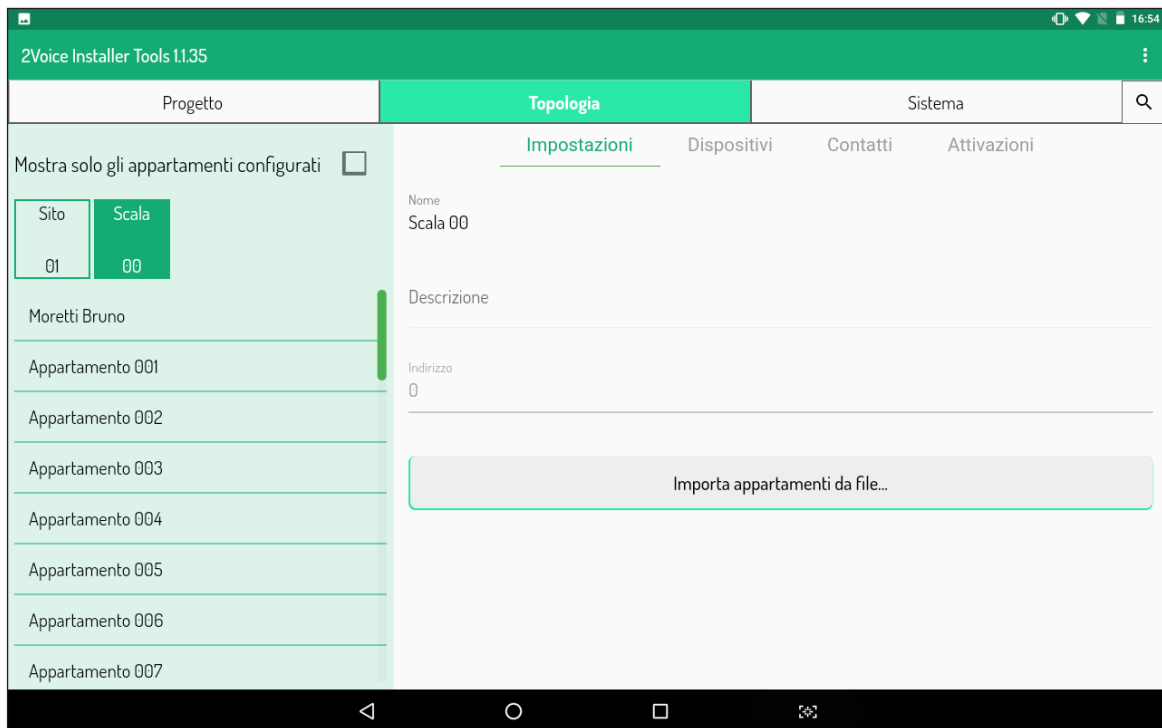 16:54
2Voice Installer Tools 1.1.35
Progetto
Topologia
Sistema
Mostra solo gli appartamenti configurati
Sito
01
Scala
00
Moretti Bruno
Appartamento 001
Appartamento 002
Appartamento 003
Appartamento 004
Appartamento 005
Appartamento 006
Appartamento 007
Impostazioni
Dispositivi
Contatti
Attivazioni
Nome
Scala 00
Descrizione
Indirizzo
0
Importa appartamenti da file...